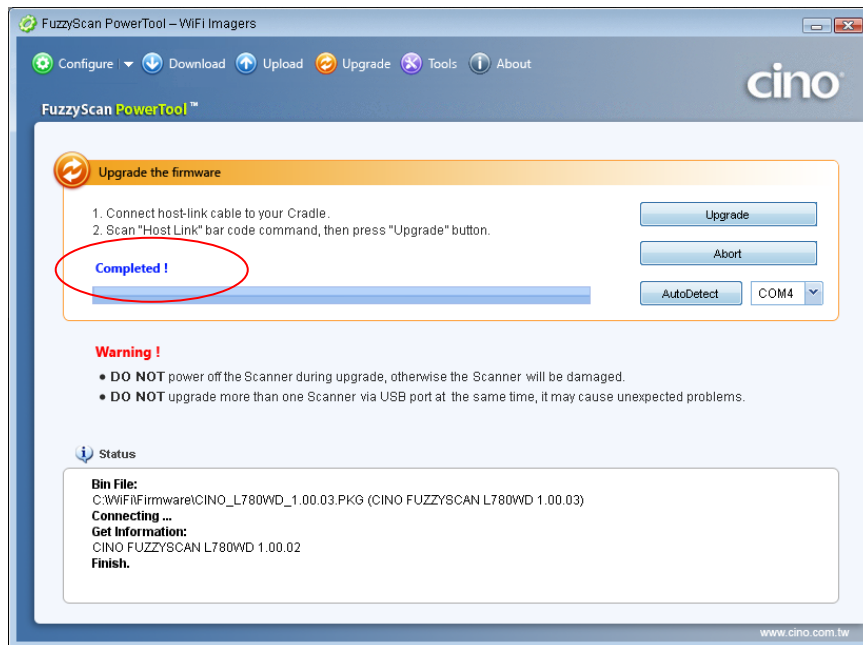 FuzzyScan PowerTool – WiFi Imagers
Configure Download Upload Upgrade Tools About
cino
FuzzyScan PowerTool ™
Upgrade the firmware
1. Connect host-link cable to your Cradle.
2. Scan "Host Link" bar code command, then press "Upgrade" button.
Upgrade
Abort
Completed !
AutoDetect COM4
Warning !
• DO NOT power off the Scanner during upgrade, otherwise the Scanner will be damaged.
• DO NOT upgrade more than one Scanner via USB port at the same time, it may cause unexpected problems.
Status
Bin File:
C:\WiFi\Firmware\CINO_L780WD_1.00.03.PKG (CINO FUZZYSCAN L780WD 1.00.03)
Connecting ...
Get Information:
CINO FUZZYSCAN L780WD 1.00.02
Finish.
www.cino.com.tw